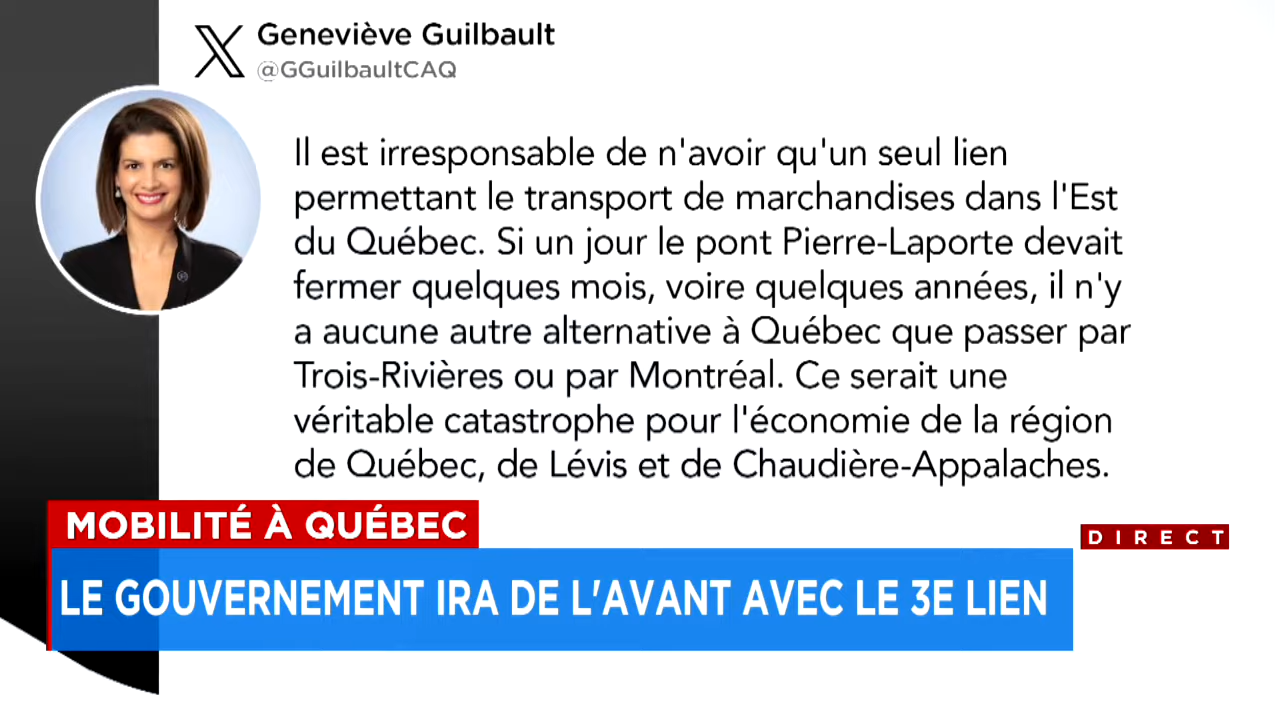 Geneviève Guilbault
@GGuilbaultCAQ
Il est irresponsable de n'avoir qu'un seul lien
permettant le transport de marchandises dans l'Est
du Québec. Si un jour le pont Pierre-Laporte devait
fermer quelques mois, voire quelques années, il n'y
a aucune autre alternative à Québec que passer par
Trois-Rivières ou par Montréal. Ce serait une
véritable catastrophe pour l'économie de la région
de Québec, de Lévis et de Chaudière-Appalaches.
MOBILITÉ À QUÉBEC
DIRECT
LE GOUVERNEMENT IRA DE L'AVANT AVEC LE 3E LIEN